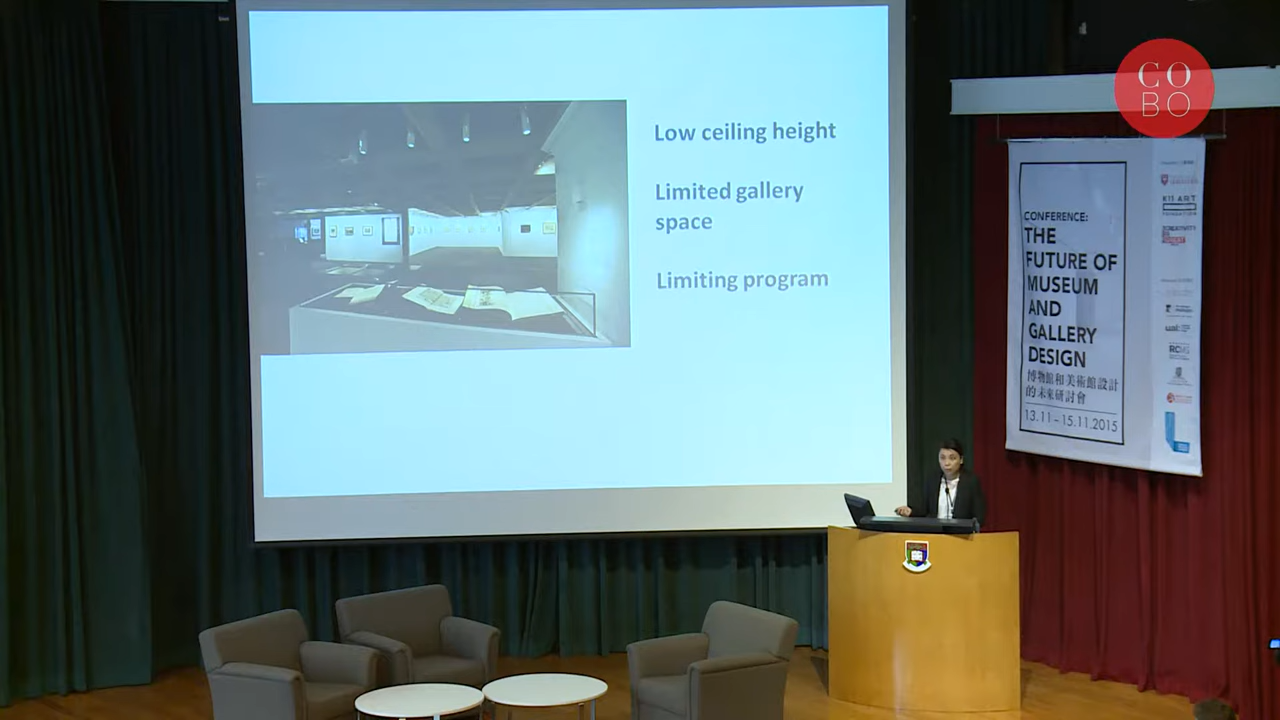 Low ceiling height
Limited gallery
space
Limiting program
CO
BO
CONFERENCE:
THE
FUTURE OF
MUSEUM
AND
GALLERY
DESIGN
博物館和美術館設計
的未來研討會
13.11 – 15.11.2015
K11 ART